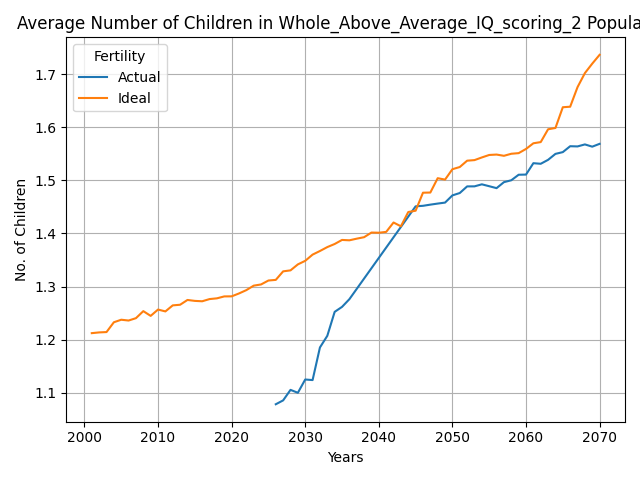 Average Number of Children in Whole_Above_Average_IQ_scoring_2 Popula
Fertility
Actual
Ideal
No. of Children
1.7
1.6
1.5
1.4
1.3
1.2
1.1
2000 2010 2020 2030 2040 2050 2060 2070
Years